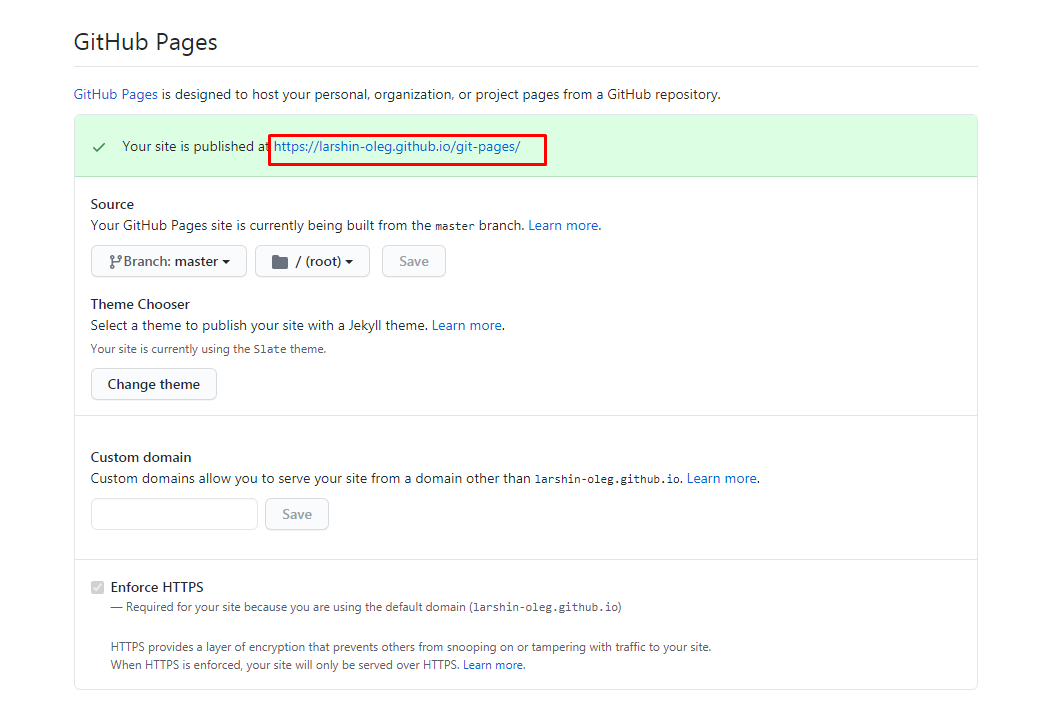 GitHub Pages
GitHub Pages is designed to host your personal, organization, or project pages from a GitHub repository.
Your site is published at https://larshin-oleg.github.io/git-pages/
Source
Your GitHub Pages site is currently being built from the master branch. Learn more.
Branch: master / (root) Save
Theme Chooser
Select a theme to publish your site with a Jekyll theme. Learn more.
Your site is currently using the Slate theme.
Change theme
Custom domain
Custom domains allow you to serve your site from a domain other than larshin-oleg.github.io. Learn more.
Save
Enforce HTTPS
— Required for your site because you are using the default domain (larshin-oleg.github.io)
HTTPS provides a layer of encryption that prevents others from snooping on or tampering with traffic to your site.
When HTTPS is enforced, your site will only be served over HTTPS. Learn more.